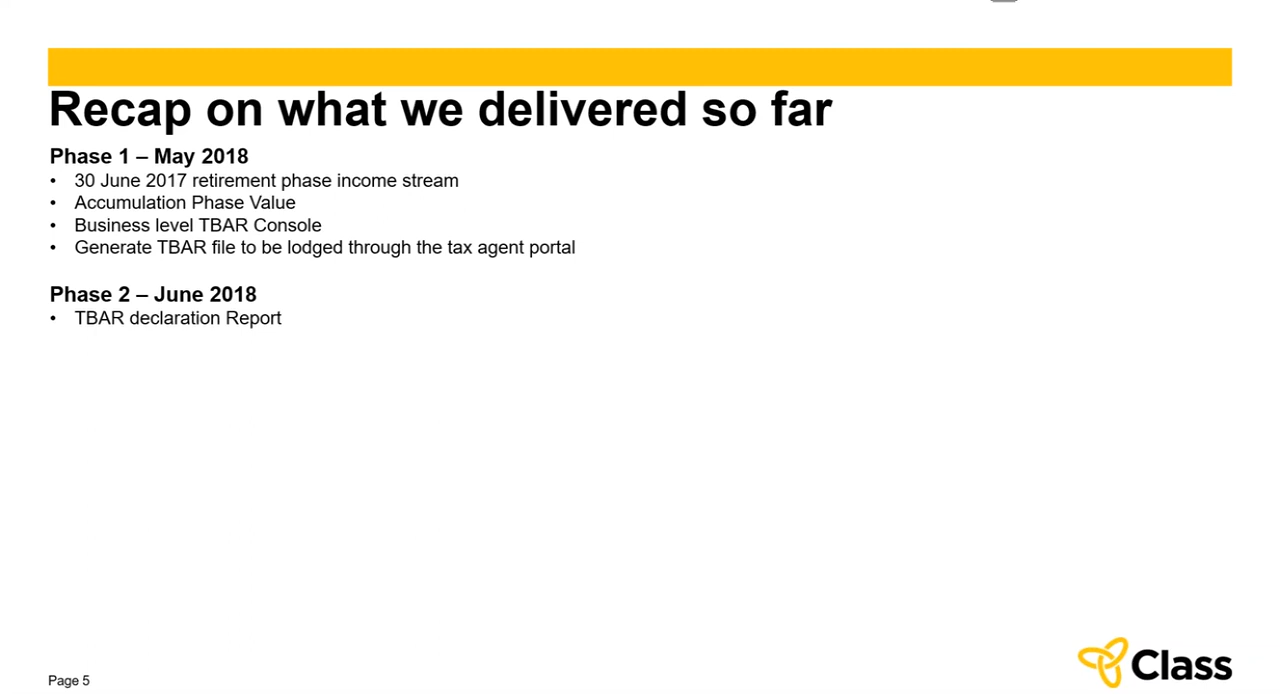 Recap on what we delivered so far
Phase 1 – May 2018
• 30 June 2017 retirement phase income stream
• Accumulation Phase Value
• Business level TBAR Console
• Generate TBAR file to be lodged through the tax agent portal
Phase 2 – June 2018
• TBAR declaration Report
Page 5
Class